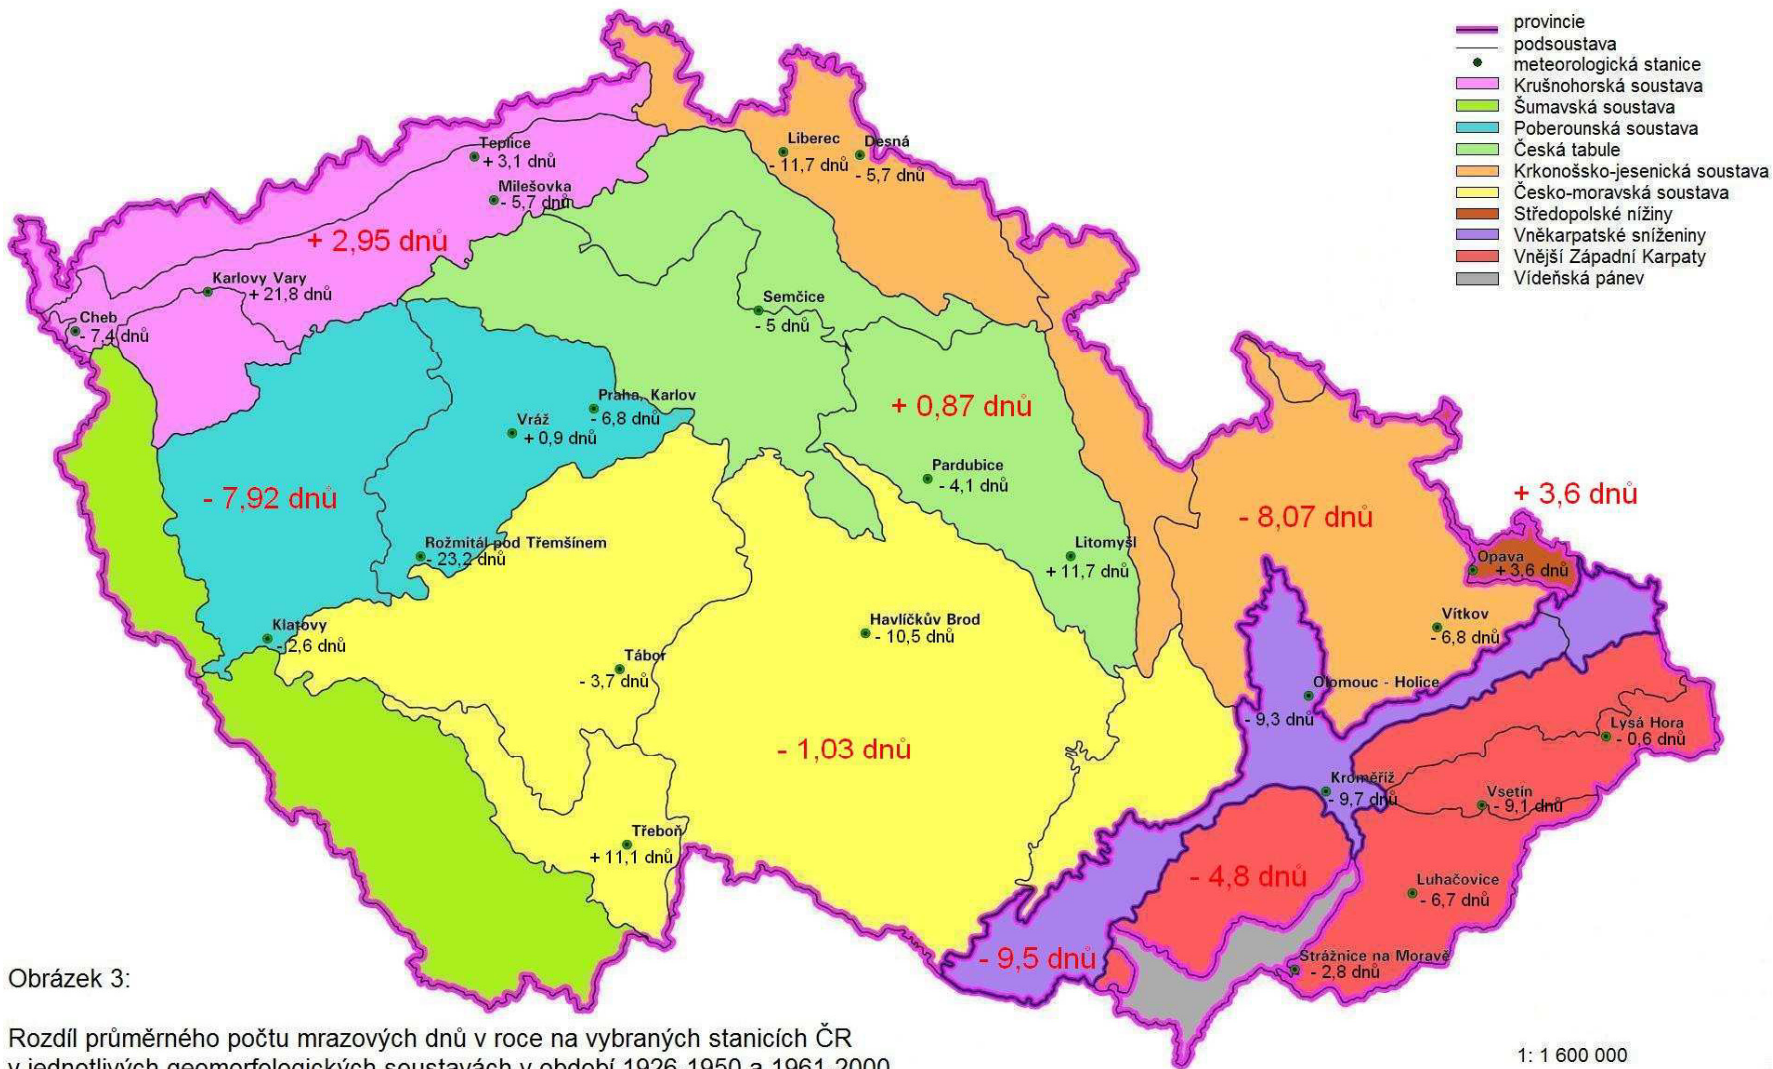 provincie
podsoustava
meteorologická stanice
Krušnohorská soustava
Šumavská soustava
Poberounská soustava
Česká tabule
Krkonošsko-jesenická soustava
Česko-moravská soustava
Středopolské nížiny
Vněkarpatské sníženiny
Vnější Západní Karpaty
Vídeňská pánev
Teplice
+ 3,1 dnů
Milešovka
- 5,7 dnů
+ 2,95 dnů
Karlovy Vary
+ 21,8 dnů
Cheb
- 7,4 dnů
Liberec
- 11,7 dnů
Desná
- 5,7 dnů
Semčice
- 5 dnů
Praha, Karlov
- 6,8 dnů
Vráž
+ 0,9 dnů
+ 0,87 dnů
Pardubice
- 4,1 dnů
- 7,92 dnů
- 8,07 dnů
+ 3,6 dnů
Rožmitál pod Třemšínem
- 23,2 dnů
Litomyšl
+ 11,7 dnů
Opava
+ 3,6 dnů
Klatovy
- 2,6 dnů
Havlíčkův Brod
- 10,5 dnů
Vítkov
- 6,8 dnů
Tábor
- 3,7 dnů
Olomouc - Holice
- 9,3 dnů
- 1,03 dnů
Lysá Hora
- 0,6 dnů
Kroměříž
- 9,7 dnů
Vsetín
- 9,1 dnů
Třeboň
+ 11,1 dnů
- 4,8 dnů
Luhačovice
- 6,7 dnů
- 9,5 dnů
Strážnice na Moravě
- 2,8 dnů
Obrázek 3:
Rozdíl průměrného počtu mrazových dnů v roce na vybraných stanicích ČR
v jednotlivých geomorfologických soustavách v období 1926-1950 a 1961-2000
1: 1 600 000